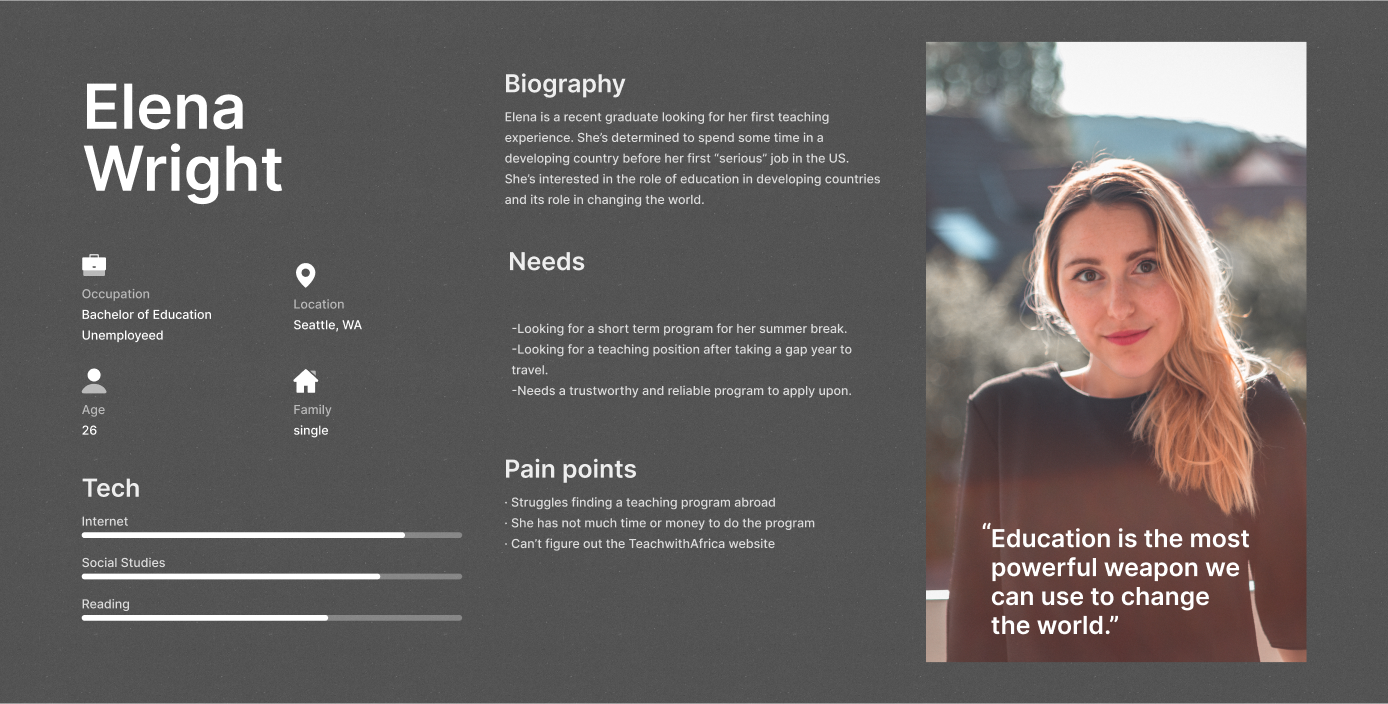 Elena
Wright
Occupation
Bachelor of Education
Unemployeed
Location
Seattle, WA
Age
26
Family
single
Tech
Internet
Social Studies
Reading
Biography
Elena is a recent graduate looking for her first teaching
experience. She’s determined to spend some time in a
developing country before her first “serious” job in the US.
She’s interested in the role of education in developing countries
and its role in changing the world.
Needs
-Looking for a short term program for her summer break.
-Looking for a teaching position after taking a gap year to
travel.
-Needs a trustworthy and reliable program to apply upon.
Pain points
· Struggles finding a teaching program abroad
· She has not much time or money to do the program
· Can’t figure out the TeachwithAfrica website
“Education is the most
powerful weapon we
can use to change
the world.”